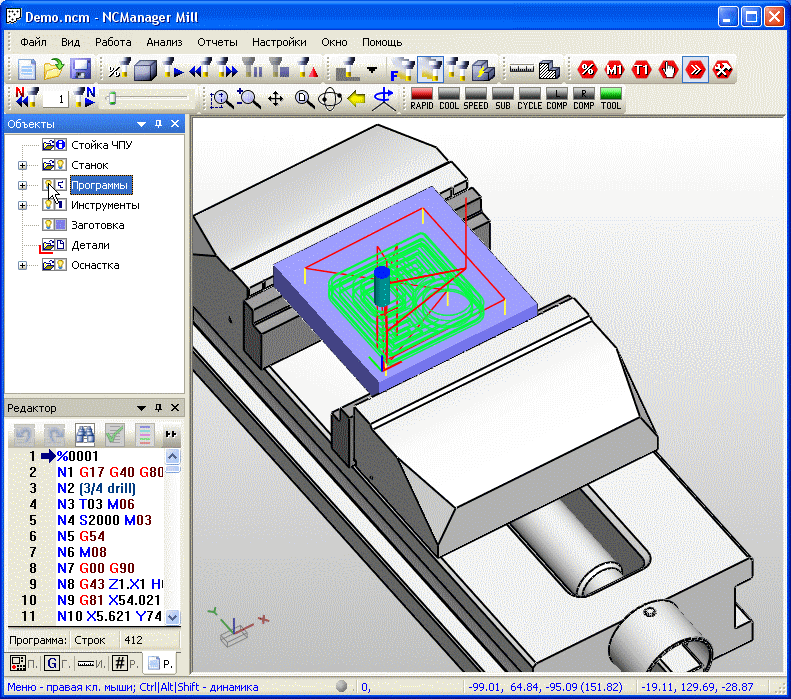 Demo.ncm - NCManager Mill
Файл Вид Работа Анализ Отчеты Настройки Окно Помощь
% F % M1 T1
N 1 N RAPID COOL SPEED SUB CYCLE L COMP R COMP TOOL
Объекты
Стойка ЧПУ
Станок
Программы
Инструменты
Заготовка
Детали
Оснастка
Редактор
1 %0001
2 N1 G17 G40 G80
3 N2 (3/4 drill)
4 N3 T03 M06
5 N4 S2000 M03
6 N5 G54
7 N6 M08
8 N7 G00 G90
9 N8 G43 Z1.X1
10 N9 G81 X54.021
11 N10 X5.621 Y74
Y X
Программа: Строк 412
П. G Г. И. # Р. Р.
Меню - правая кл. мыши; Ctrl|Alt|Shift - динамика 0, -99.01, 64.84, -95.09 (151.82) -19.11, 129.69, -28.87